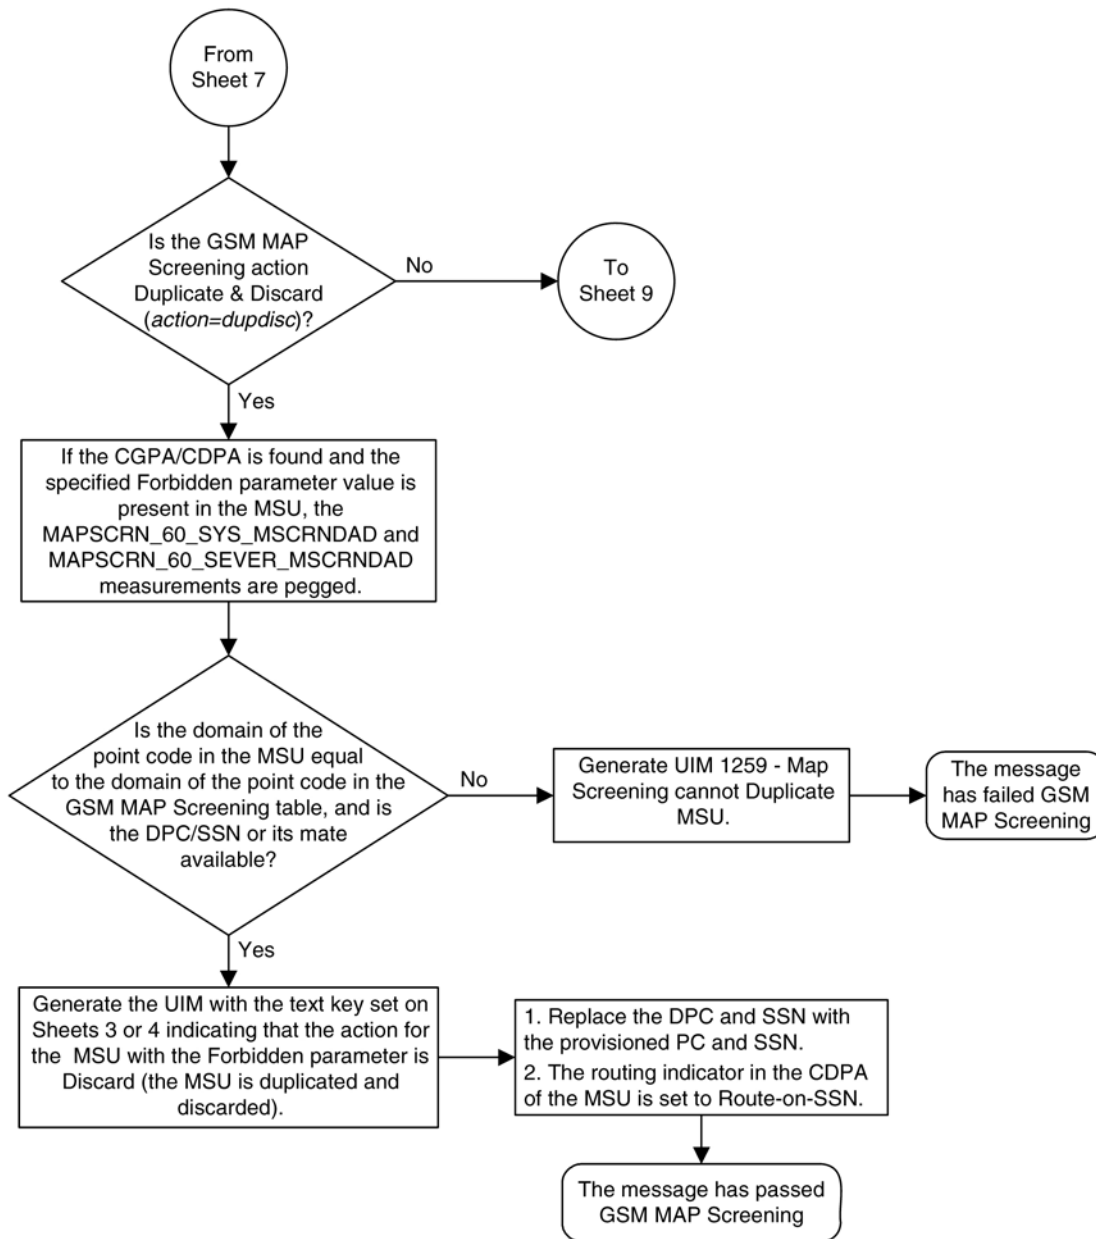 From
Sheet 7
Is the GSM MAP
Screening action
Duplicate & Discard
(action=dupdisc)?
No
To
Sheet 9
Yes
If the CGPA/CDPA is found and the
specified Forbidden parameter value is
present in the MSU, the
MAPSCRN_60_SYS_MSCRNDAD and
MAPSCRN_60_SEVER_MSCRNDAD
measurements are pegged.
Is the domain of the
point code in the MSU equal
to the domain of the point code in the
GSM MAP Screening table, and is
the DPC/SSN or its mate
available?
No
Generate UIM 1259 - Map
Screening cannot Duplicate
MSU.
The message
has failed GSM
MAP Screening
Yes
Generate the UIM with the text key set on
Sheets 3 or 4 indicating that the action for
the MSU with the Forbidden parameter is
Discard (the MSU is duplicated and
discarded).
1. Replace the DPC and SSN with
the provisioned PC and SSN.
2. The routing indicator in the CDPA
of the MSU is set to Route-on-SSN.
The message has passed
GSM MAP Screening